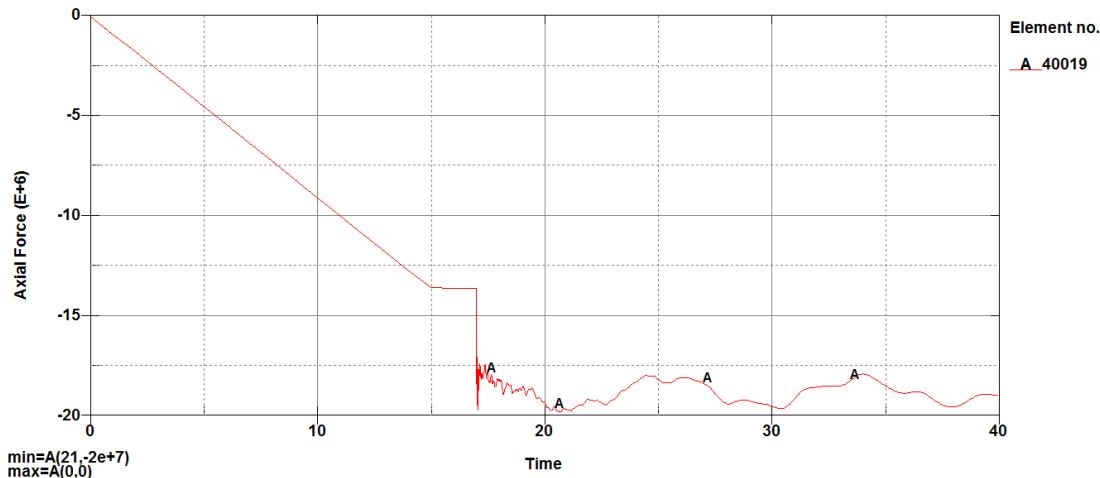 Element no.
A 40019
Axial Force (E+6)
0
-5
-10
-15
-20
A
A
A
A
0
10
20
30
40
Time
min=A(21,-2e+7)
max=A(0,0)